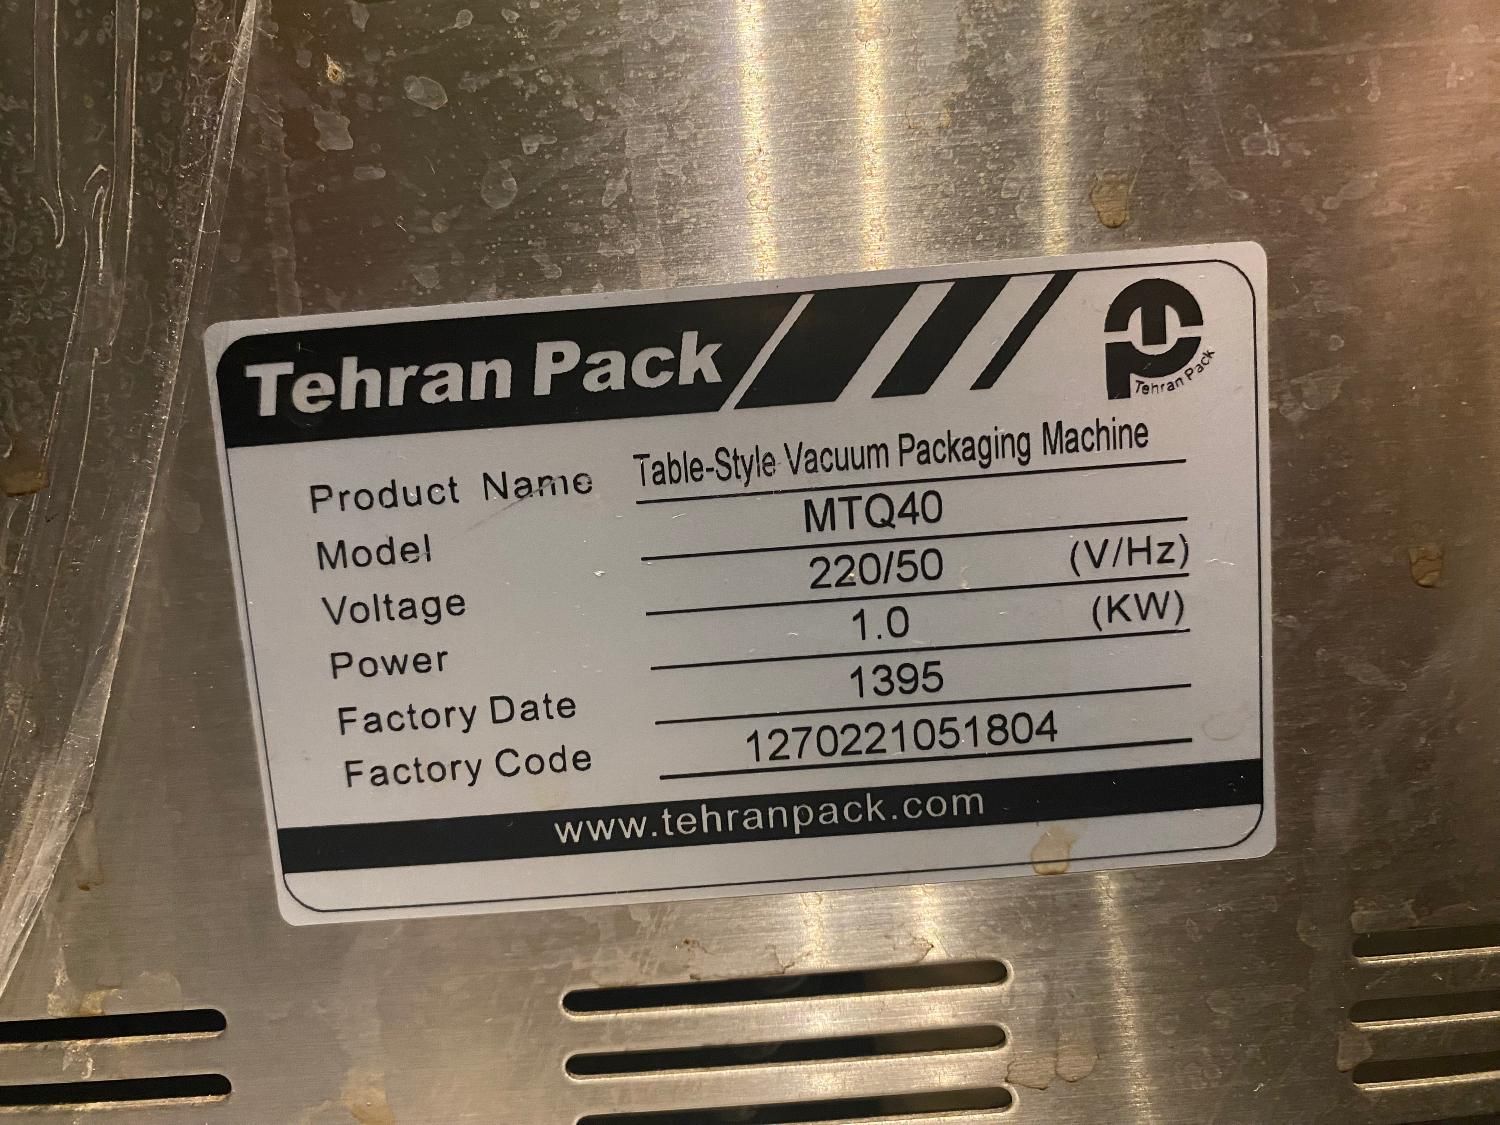 Tehran Pack
Tehran Pack
Product Name Table-Style Vacuum Packaging Machine
Model MTQ40
Voltage 220/50 (V/Hz)
Power 1.0 (KW)
Factory Date 1395
Factory Code 1270221051804
www.tehranpack.com